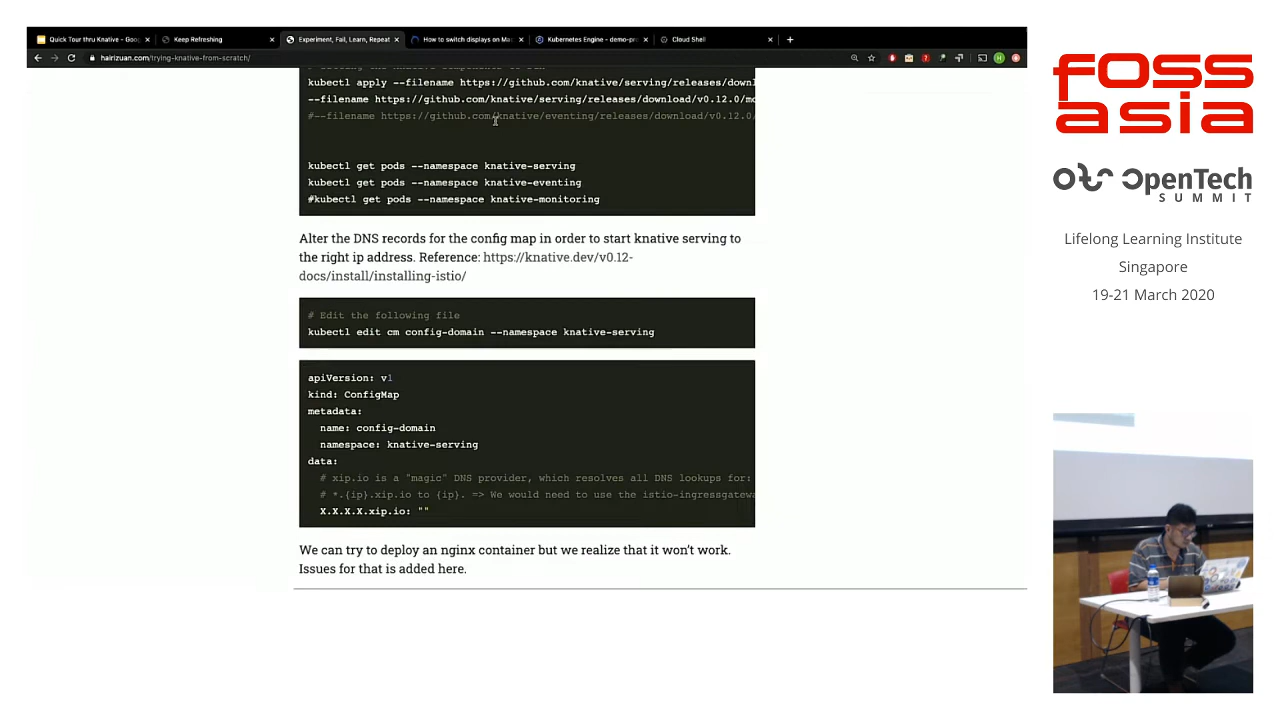 Quick Tour thru Knative - Goo
Keep Refreshing
Experiment, Fail, Learn, Repeat
How to switch displays on Ma
Kubernetes Engine - demo-pr
Cloud Shell
hairizuan.com/trying-knative-from-scratch/
kubectl apply --filename https://github.com/knative/serving/releases/downl
--filename https://github.com/knative/serving/releases/download/v0.12.0/mo
#--filename https://github.com/knative/eventing/releases/download/v0.12.0/
kubectl get pods --namespace knative-serving
kubectl get pods --namespace knative-eventing
#kubectl get pods --namespace knative-monitoring
Alter the DNS records for the config map in order to start knative serving to
the right ip address. Reference: https://knative.dev/v0.12-
docs/install/installing-istio/
# Edit the following file
kubectl edit cm config-domain --namespace knative-serving
apiVersion: v1
kind: ConfigMap
metadata:
name: config-domain
namespace: knative-serving
data:
# xip.io is a "magic" DNS provider, which resolves all DNS lookups for:
# *.{ip}.xip.io to {ip}. => We would need to use the istio-ingressgatewa
X.X.X.X.xip.io: ""
We can try to deploy an nginx container but we realize that it won't work.
Issues for that is added here.
FOSS
asia
OpenTech
SUMMIT
Lifelong Learning Institute
Singapore
19-21 March 2020